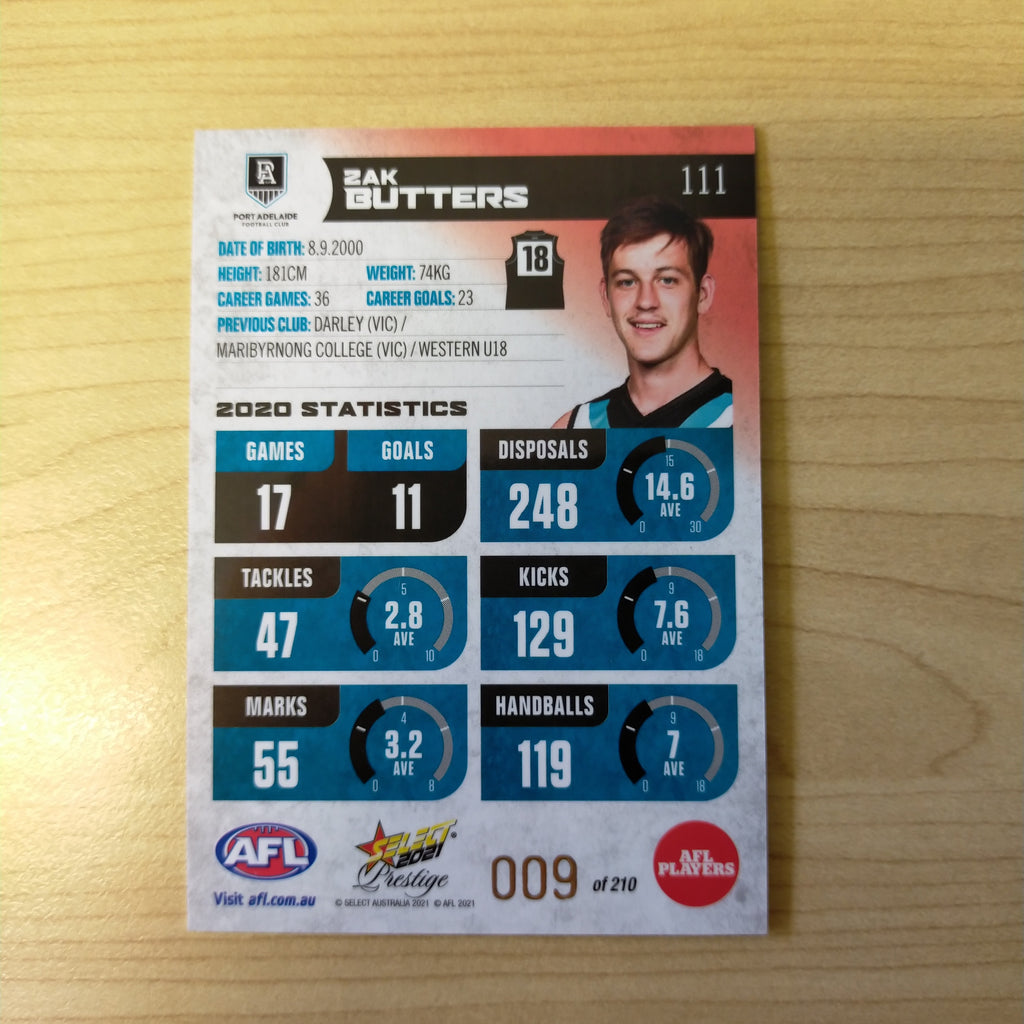 PA
PORT ADELAIDE
FOOTBALL CLUB
ZAK
BUTTERS
111
DATE OF BIRTH: 8.9.2000
HEIGHT: 181CM WEIGHT: 74KG
CAREER GAMES: 36 CAREER GOALS: 23
PREVIOUS CLUB: DARLEY (VIC) /
MARIBYRNONG COLLEGE (VIC) / WESTERN U18
18
2020 STATISTICS
GAMES
17
GOALS
11
DISPOSALS
248
15
14.6
AVE
0 30
TACKLES
47
5
2.8
AVE
0 10
KICKS
129
9
7.6
AVE
0 18
MARKS
55
4
3.2
AVE
0 8
HANDBALLS
119
9
7
AVE
0 18
AFL
Visit afl.com.au
SELECT®
2021
Prestige
© SELECT AUSTRALIA 2021 © AFL 2021
009 of 210
AFL
PLAYERS